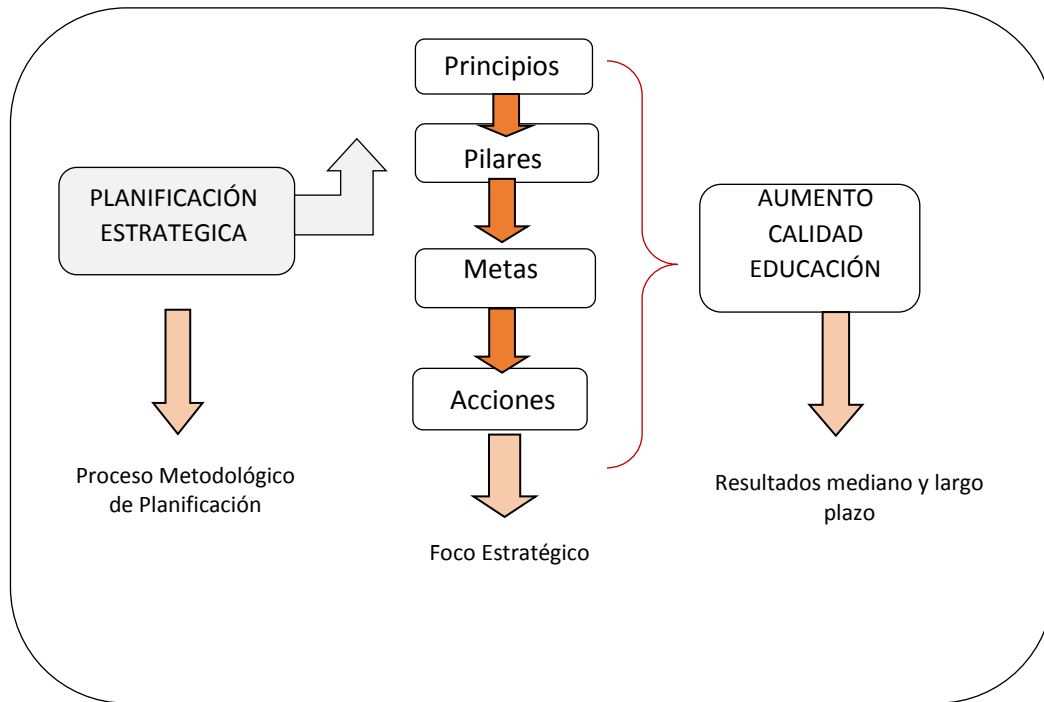 PLANIFICACIÓN
ESTRATEGICA
Proceso Metodológico
de Planificación
Principios
Pilares
Metas
Acciones
Foco Estratégico
AUMENTO
CALIDAD
EDUCACIÓN
Resultados mediano y largo
plazo